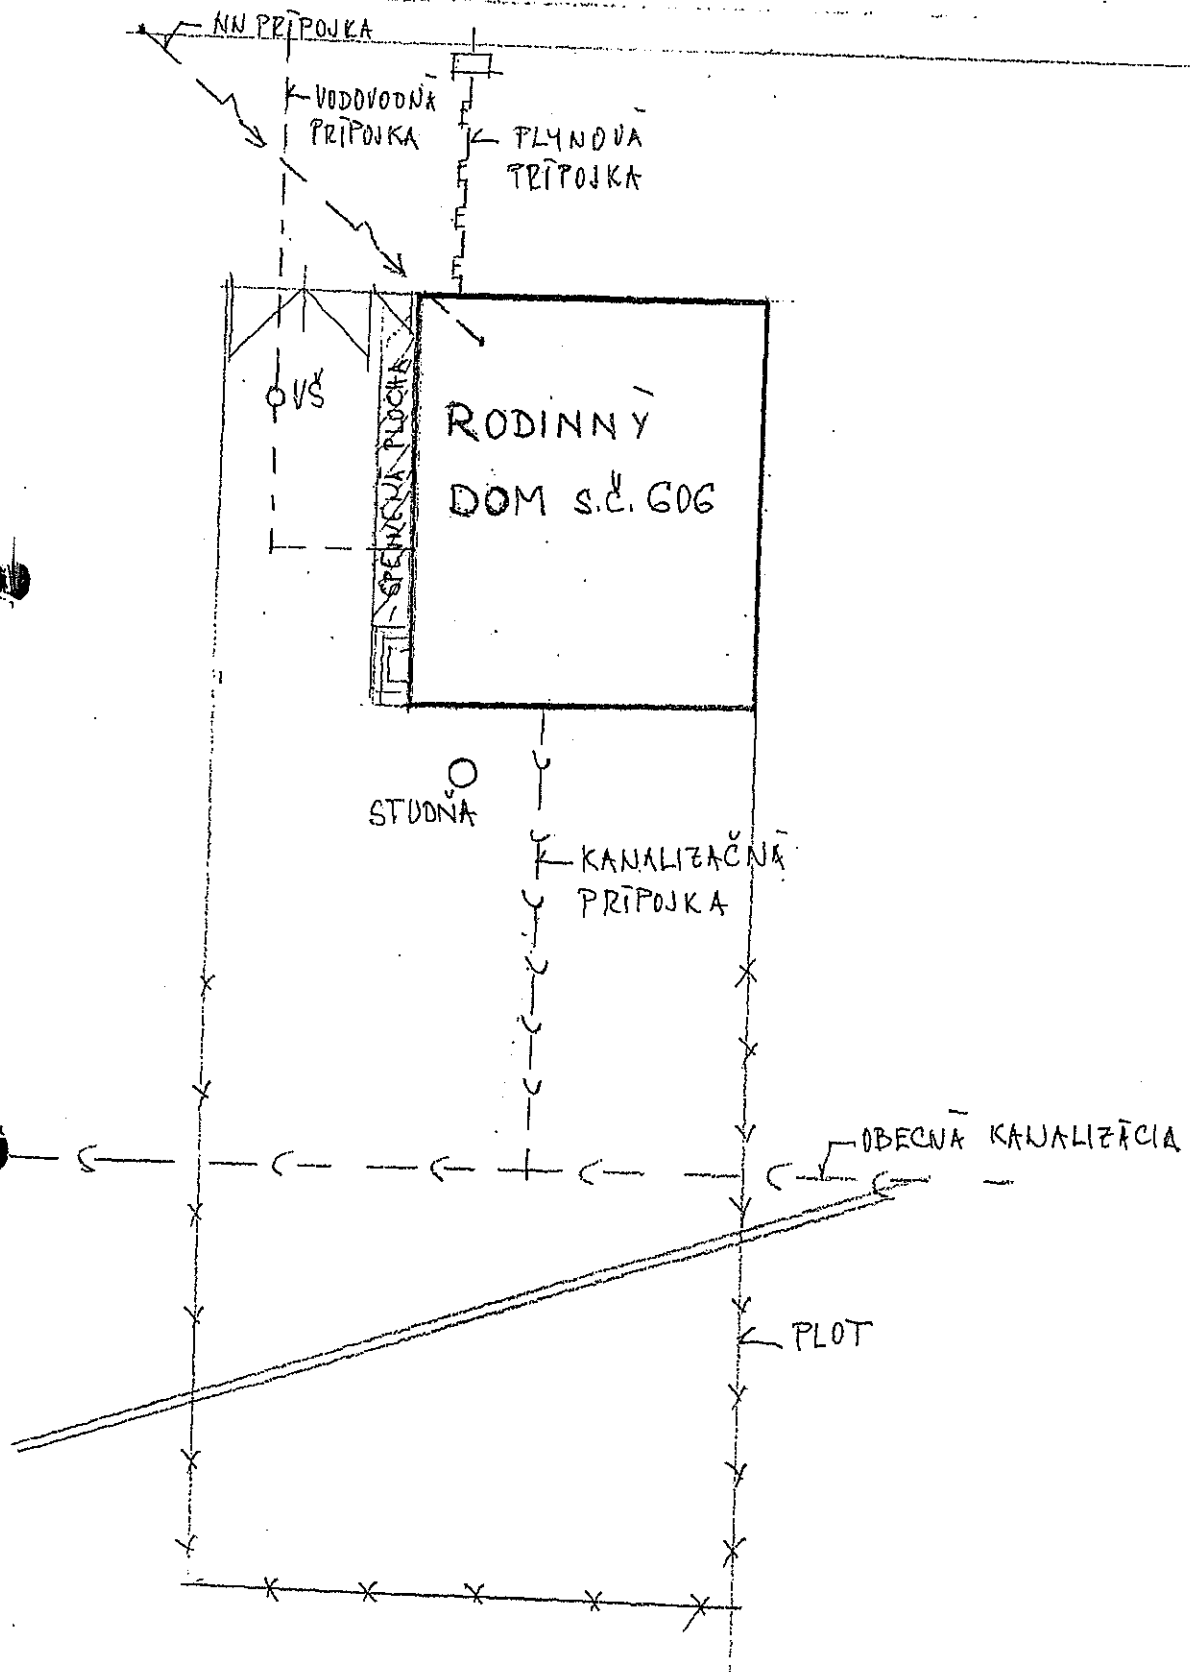 NN PRÍPOJKA
VODOVODNÁ
PRÍPOJKA
PLYNOVÁ
PRÍPOJKA
VŠ
SPEVNENÁ PLOCHA
RODINNÝ
DOM S.Č. 606
STUDŇA
KANALIZAČNÁ
PRÍPOJKA
OBECNÁ KANALIZÁCIA
PLOT